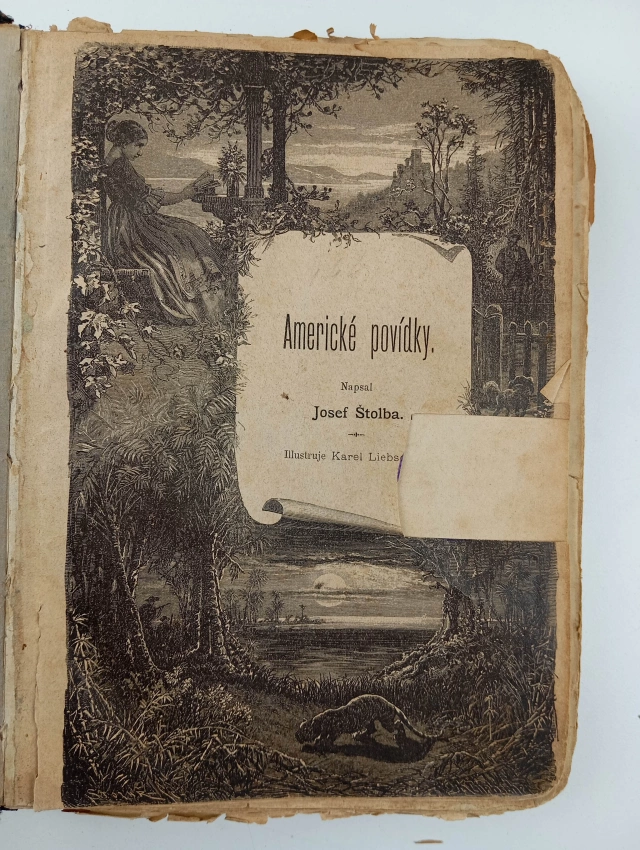 Americké povídky.
Napsal
Josef Štolba.
Illustruje Karel